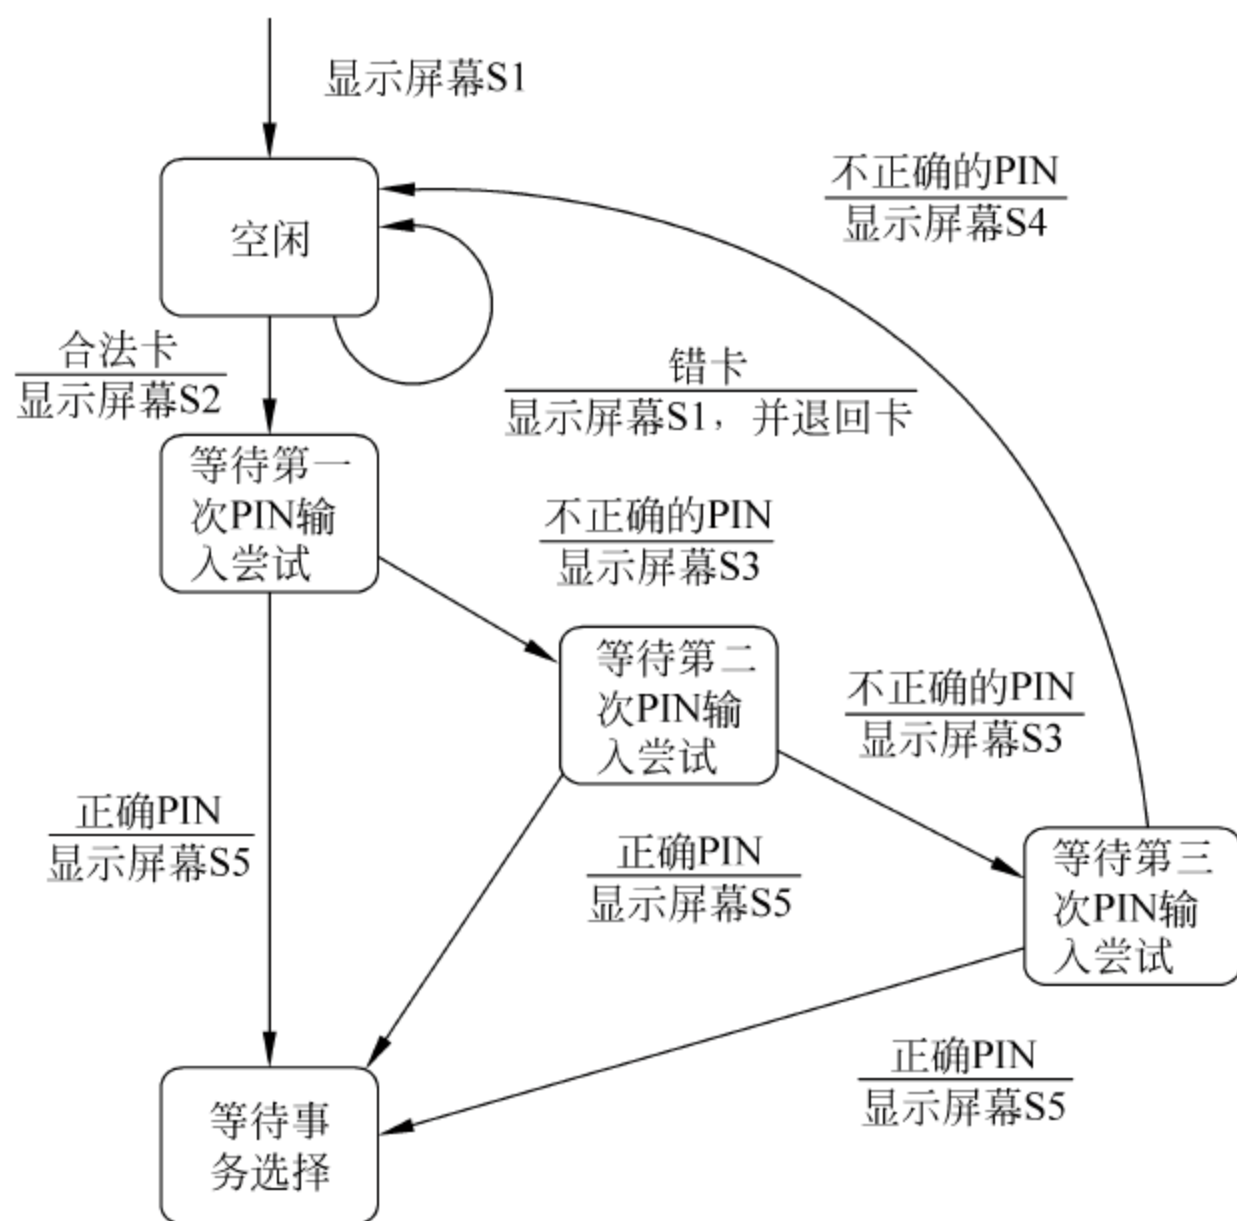 显示屏幕S1
不正确的PIN
显示屏幕S4
空闲
合法卡
显示屏幕S2
错卡
显示屏幕S1，并退回卡
等待第一
次PIN输
入尝试
不正确的PIN
显示屏幕S3
等待第二
次PIN输
入尝试
不正确的PIN
显示屏幕S3
正确PIN
显示屏幕S5
正确PIN
显示屏幕S5
等待第三
次PIN输
入尝试
正确PIN
显示屏幕S5
等待事
务选择